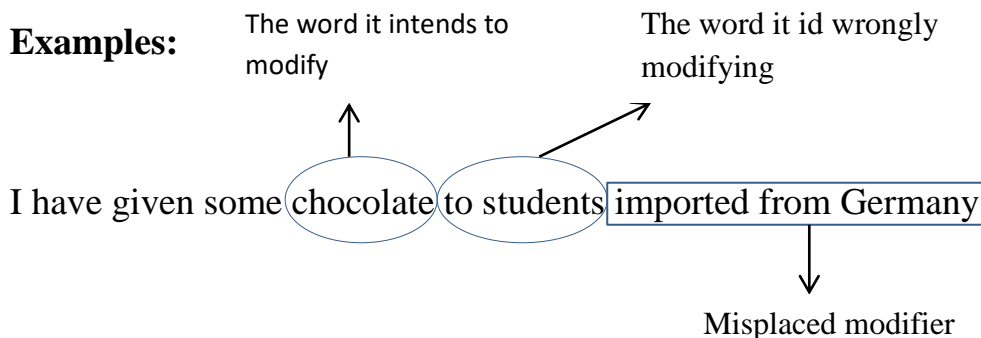 Examples:
The word it intends to
modify
The word it id wrongly
modifying
I have given some chocolate to students imported from Germany
Misplaced modifier